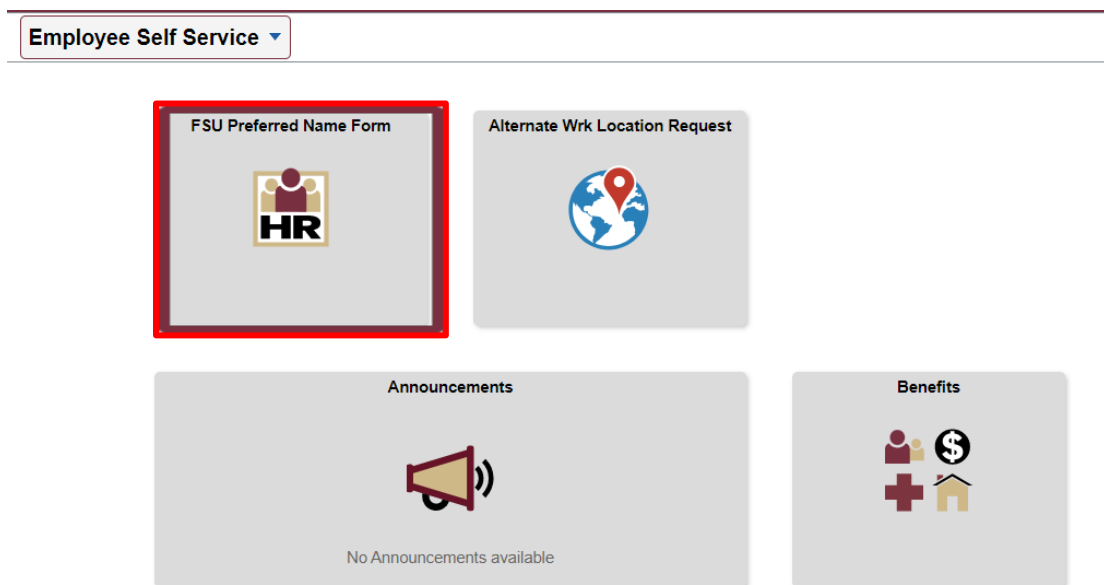 Employee Self Service
FSU Preferred Name Form
Alternate Wrk Location Request
HR
Announcements
Benefits
$
No Announcements available